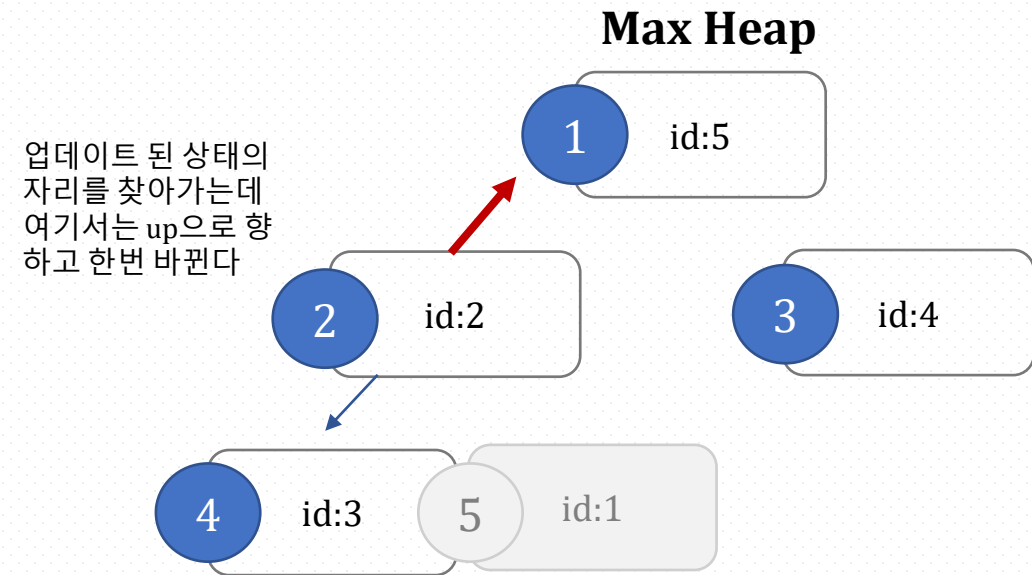 Max Heap
1 id:5
업데이트 된 상태의
자리를 찾아가는데
여기서는 up으로 향
하고 한번 바뀐다
2 id:2
3 id:4
4 id:3
5 id:1